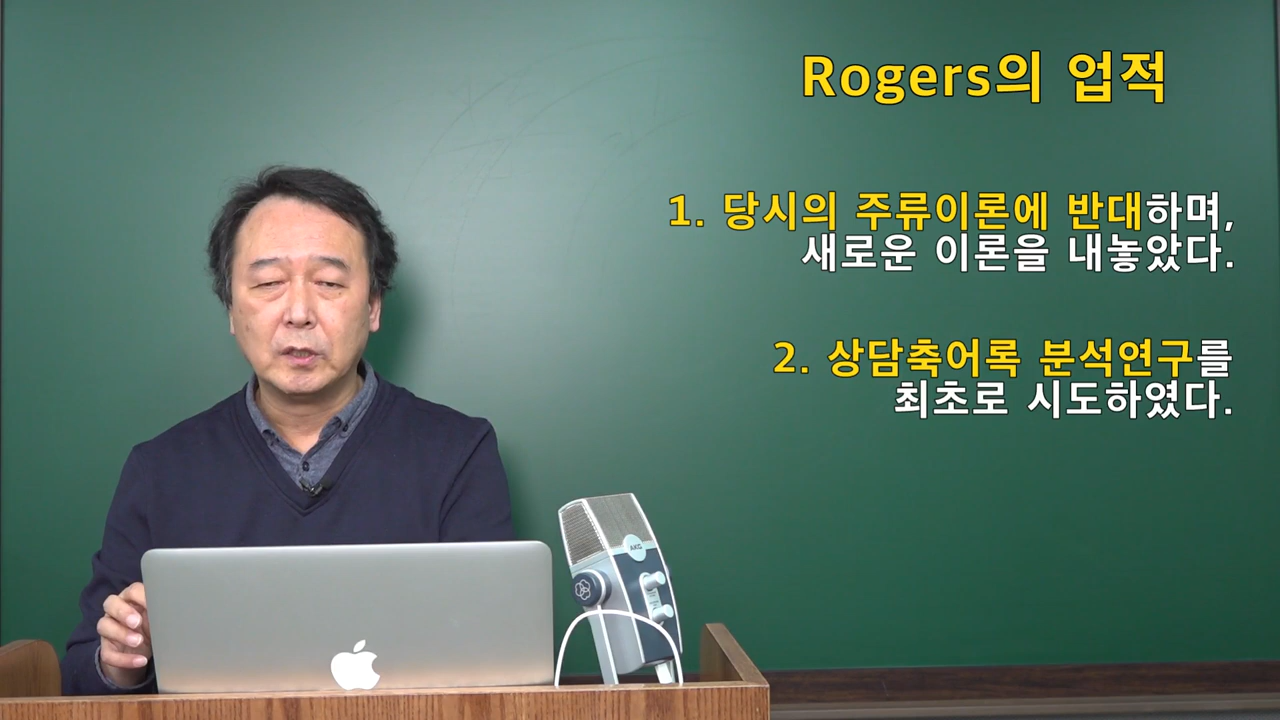 Rogers의 업적
1. 당시의 주류이론에 반대하며,
새로운 이론을 내놓았다.
2. 상담축어록 분석연구를
최초로 시도하였다.
AKG